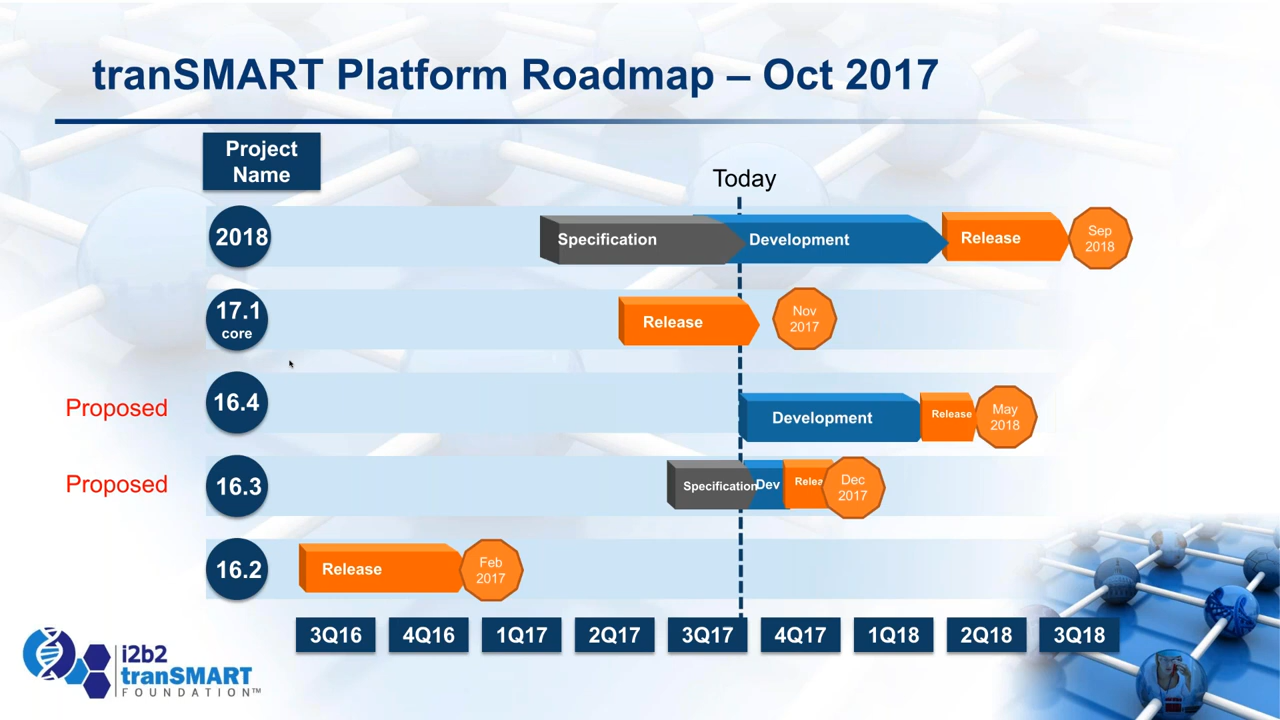 tranSMART Platform Roadmap – Oct 2017
Project
Name
Today
2018
Specification
Development
Release
Sep
2018
17.1
core
Release
Nov
2017
Proposed
16.4
Development
Release
May
2018
Proposed
16.3
Specification
Dev
Relea
Dec
2017
16.2
Release
Feb
2017
3Q16
4Q16
1Q17
2Q17
3Q17
4Q17
1Q18
2Q18
3Q18
i2b2
tranSMART
FOUNDATION™